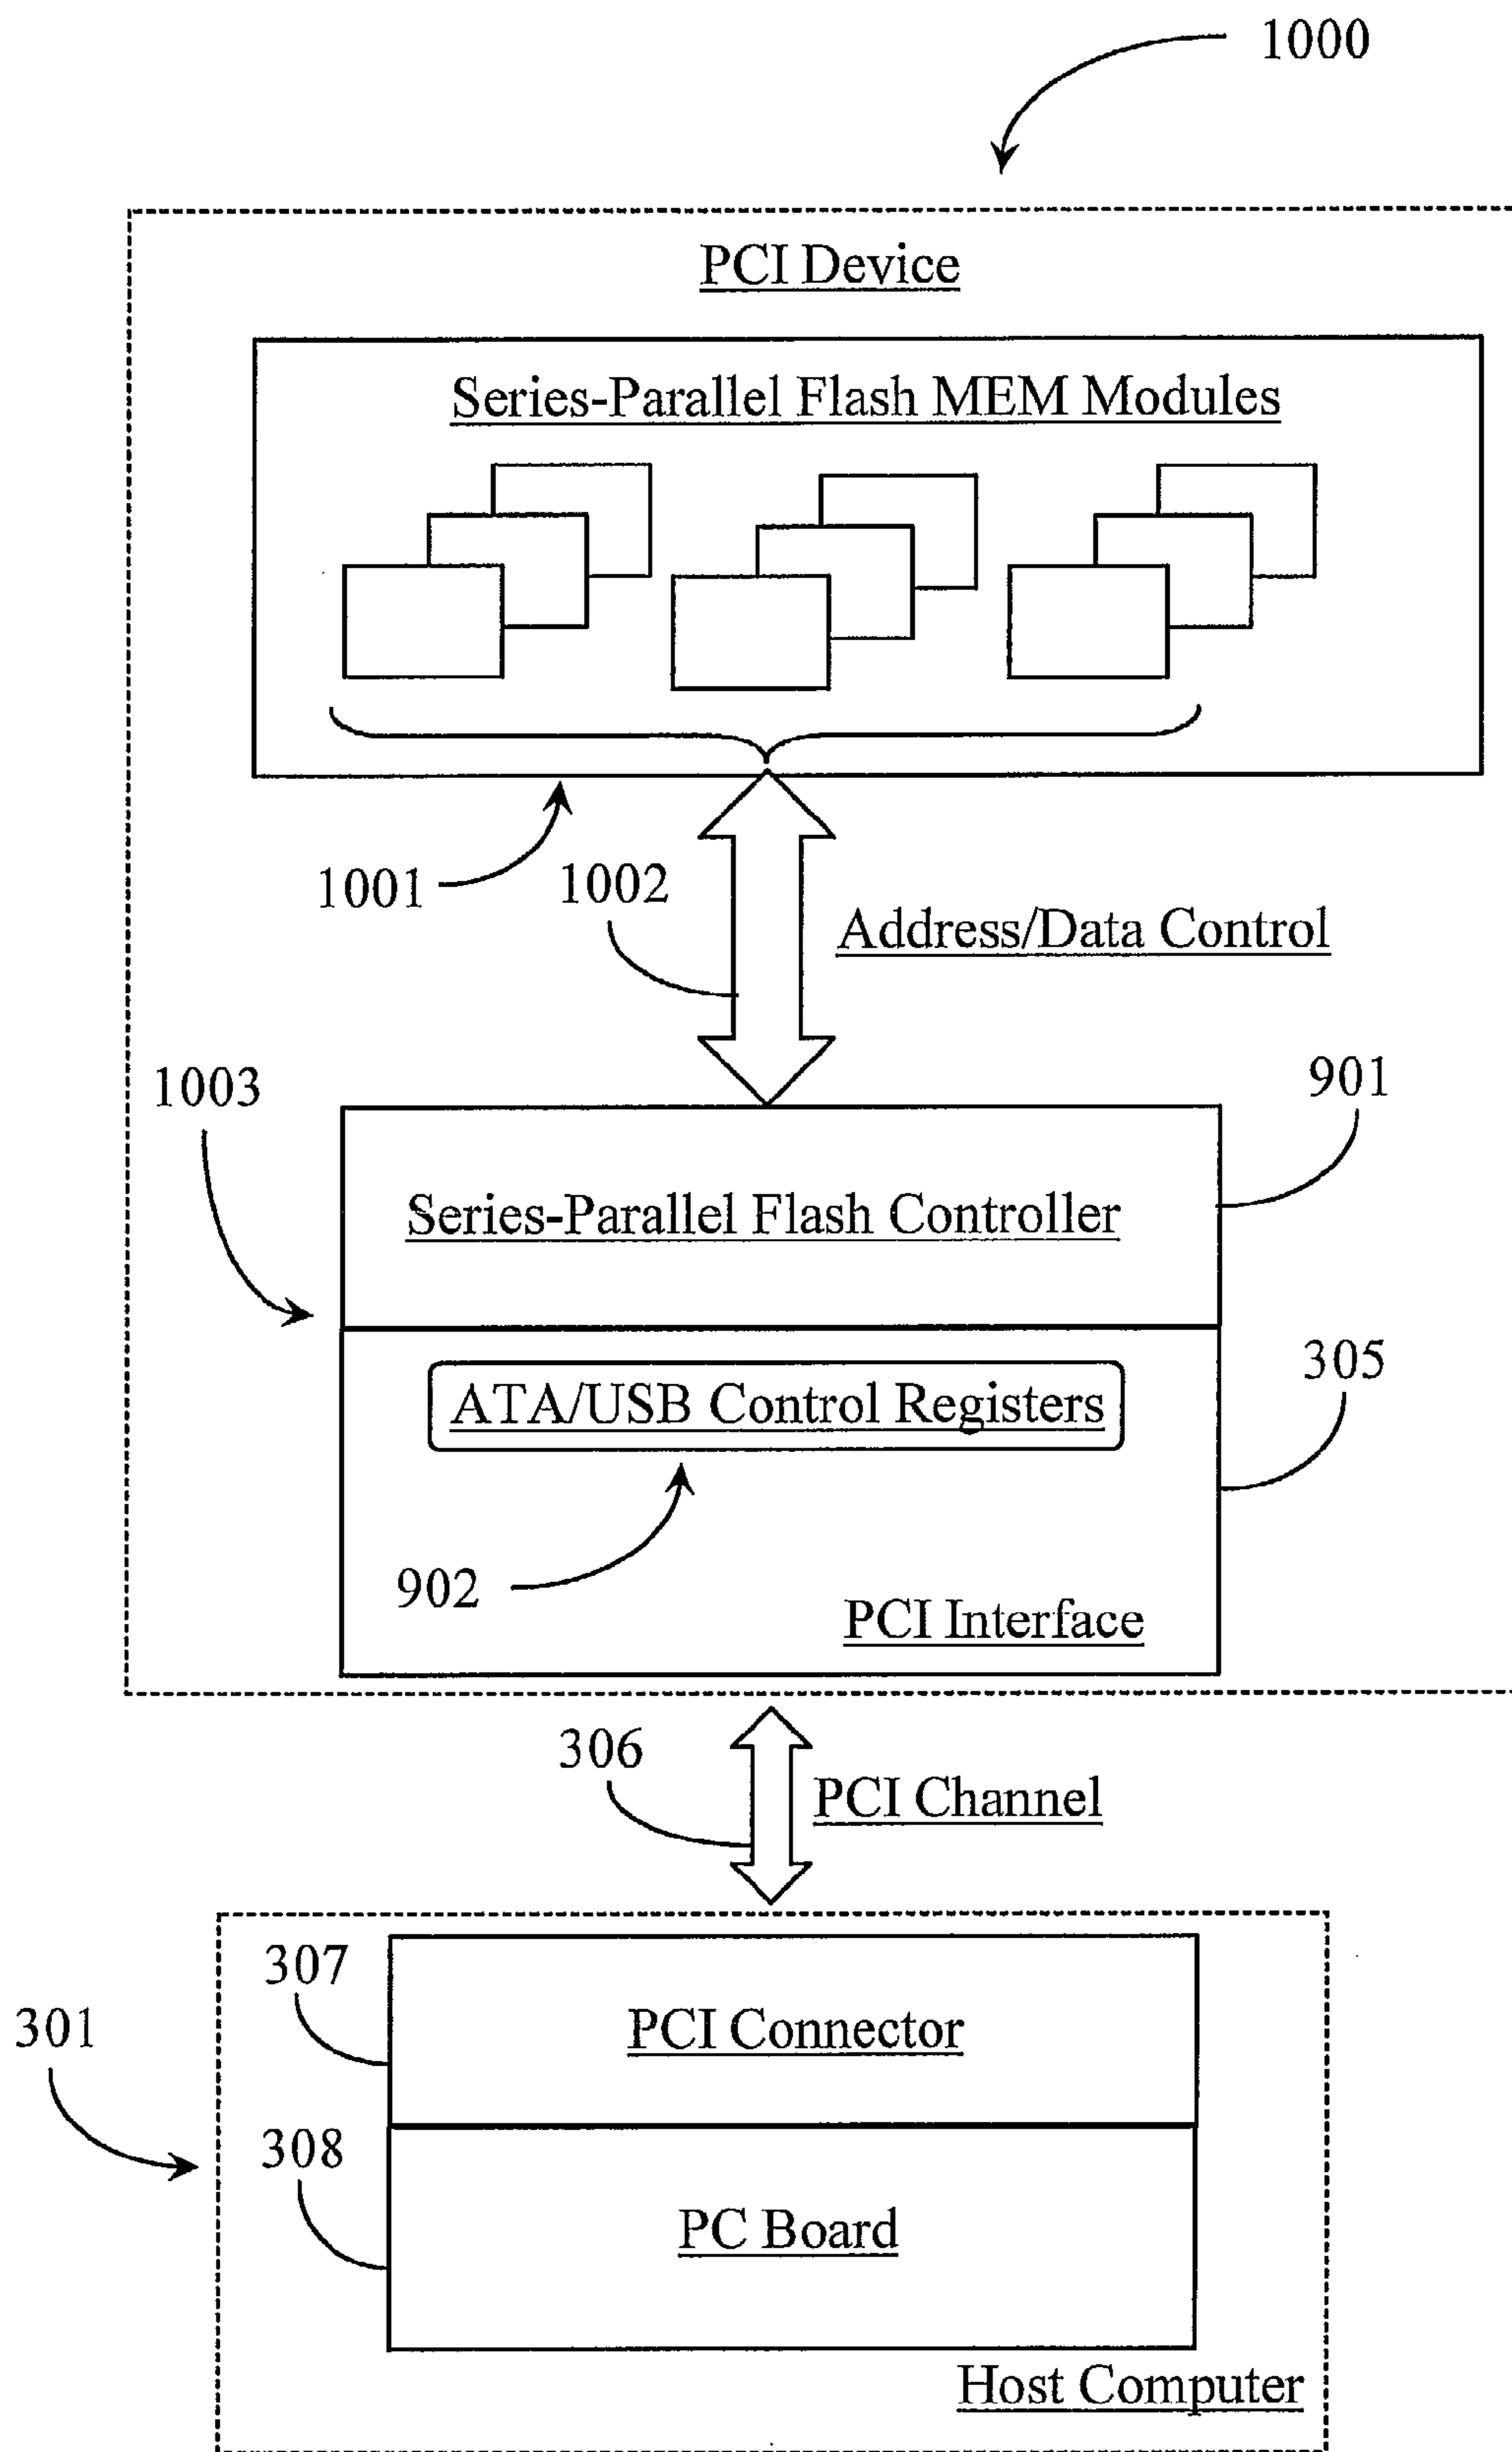 1000
PCI Device
Series-Parallel Flash MEM Modules
1001
1002
Address/Data Control
1003
901
Series-Parallel Flash Controller
305
ATA/USB Control Registers
902
PCI Interface
306
PCI Channel
307
PCI Connector
301
308
PC Board
Host Computer